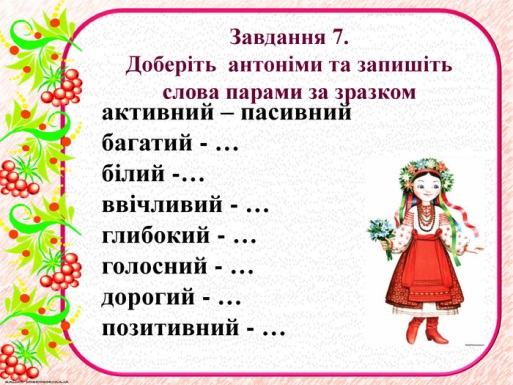 Завдання 7.
Доберіть антоніми та запишіть
слова парами за зразком
активний – пасивний
багатий - …
білий -…
ввічливий - …
глибокий - …
голосний - …
дорогий - …
позитивний - …